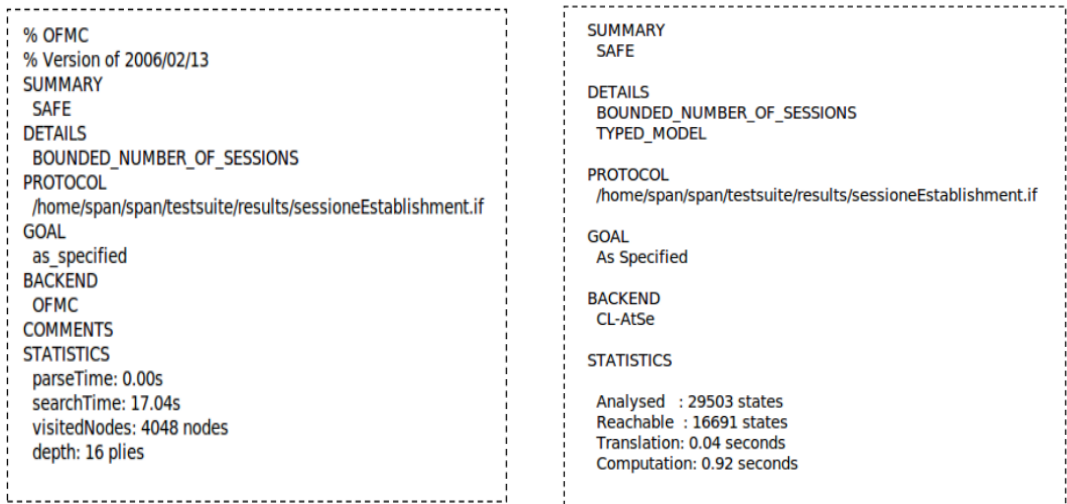 % OFMC
% Version of 2006/02/13
SUMMARY
SAFE
DETAILS
BOUNDED_NUMBER_OF_SESSIONS
PROTOCOL
/home/span/span/testsuite/results/sessioneEstablishment.if
GOAL
as_specified
BACKEND
OFMC
COMMENTS
STATISTICS
parseTime: 0.00s
searchTime: 17.04s
visitedNodes: 4048 nodes
depth: 16 plies
SUMMARY
SAFE
DETAILS
BOUNDED_NUMBER_OF_SESSIONS
TYPED_MODEL
PROTOCOL
/home/span/span/testsuite/results/sessioneEstablishment.if
GOAL
As Specified
BACKEND
CL-AtSe
STATISTICS
Analysed : 29503 states
Reachable : 16691 states
Translation: 0.04 seconds
Computation: 0.92 seconds